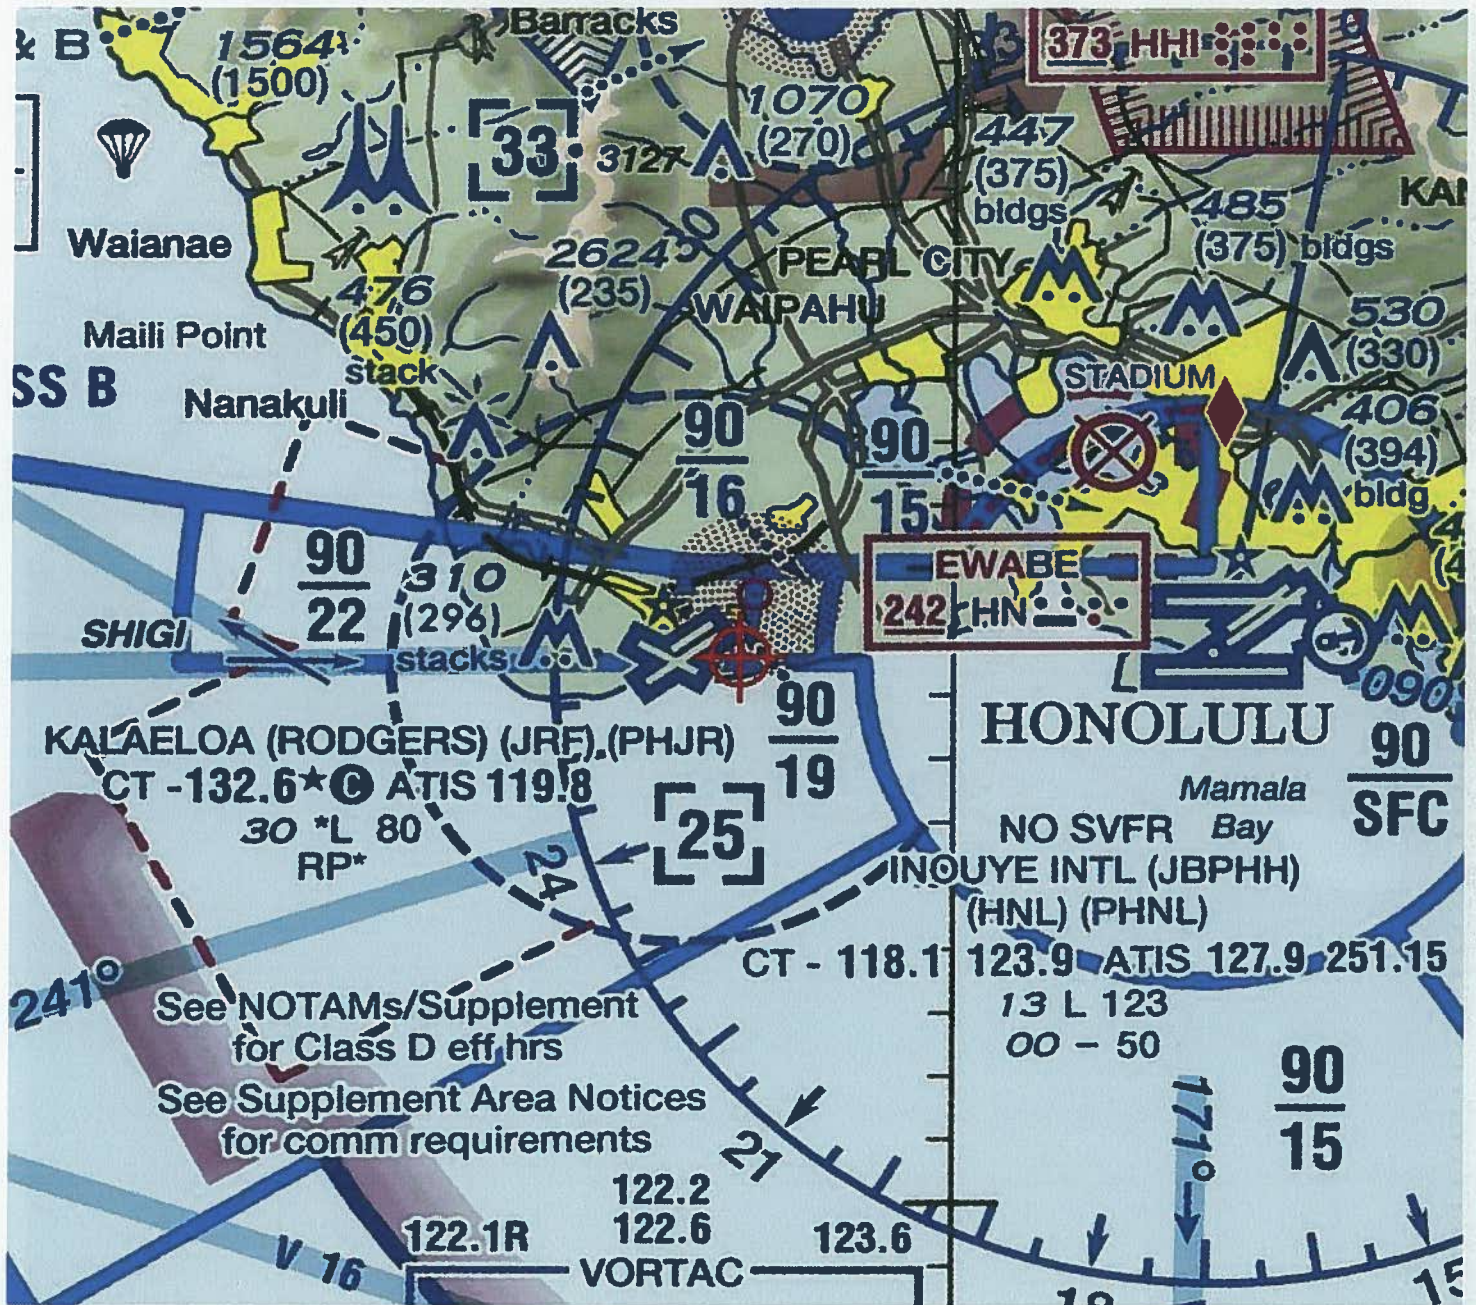 & B
1564
(1500)
Barracks
373 HHI
33
3127
1070
(270)
447
(375)
bldgs
KAN
485
(375) bldgs
Waianae
2624
(235)
30
PEARL CITY
WAIPAHU
476
(450)
stack
Maili Point
530
(330)
SS B
Nanakuli
STADIUM
406
(394)
bldg
90
16
90
15
90
22
310
(296)
stacks
SHIGI
EWABE
242 HN
090
90
19
KALAELOA (RODGERS) (JRF) (PHJR)
CT - 132.6 ★ C ATIS 119.8
30 *L 80
RP*
25
24
HONOLULU
90
SFC
Mamala
Bay
NO SVFR
INOUYE INTL (JBPHH)
(HNL) (PHNL)
CT - 118.1 123.9 ATIS 127.9 251.15
13 L 123
00 - 50
241°
See NOTAMs/Supplement
for Class D eff hrs
See Supplement Area Notices
for comm requirements
90
15
171°
21
122.2
122.1R 122.6 123.6
VORTAC
V 16
18
15